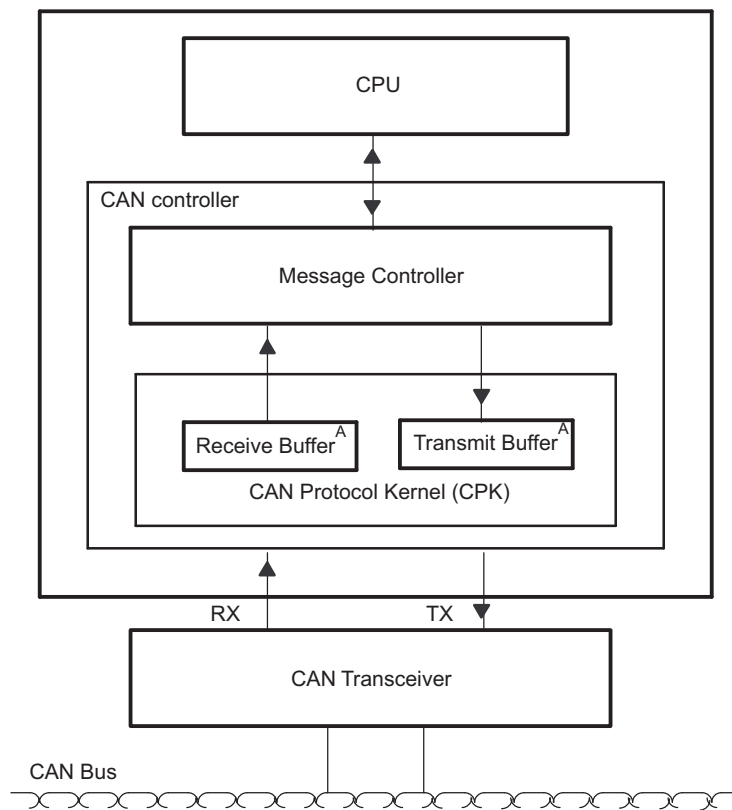 CPU
CAN controller
Message Controller
Receive Buffer A
Transmit Buffer A
CAN Protocol Kernel (CPK)
RX
TX
CAN Transceiver
CAN Bus